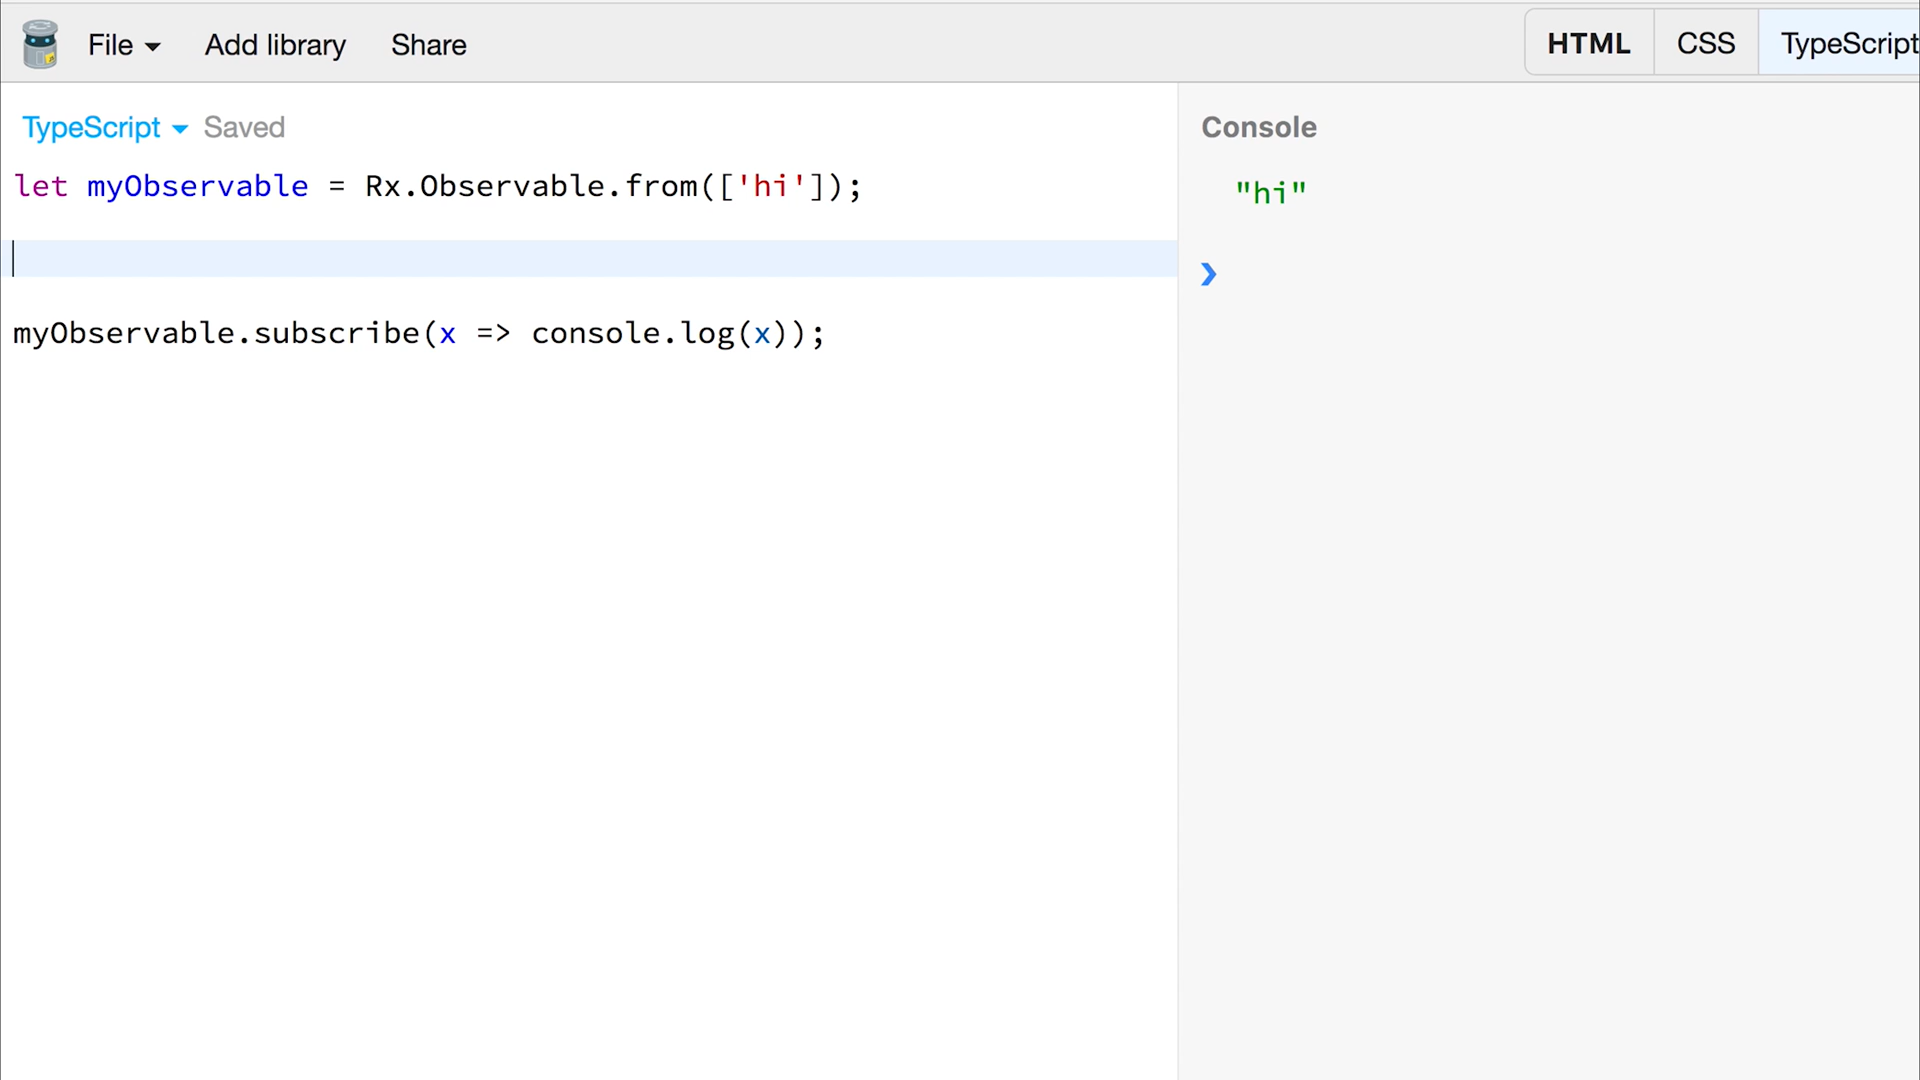 File Add library Share HTML CSS TypeScript
TypeScript Saved
let myObservable = Rx.Observable.from(['hi']);
myObservable.subscribe(x => console.log(x));
Console
"hi"